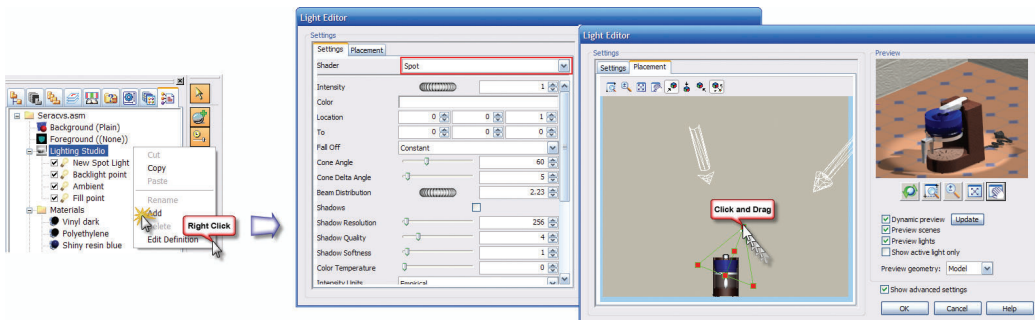 Seracvs.asm
Background (Plain)
Foreground ((None))
Lighting Studio
New Spot Light
Backlight point
Ambient
Fill point
Materials
Vinyl dark
Polyethylene
Shiny resin blue
Cut
Copy
Paste
Rename
Add
Edit Definition
Right Click
Light Editor
Settings
Settings Placement
Shader Spot
Intensity 1
Color
Location 0 0 1
To 0 0 0
Fall Off Constant
Cone Angle 60
Cone Delta Angle 5
Beam Distribution 2.23
Shadows
Shadow Resolution 256
Shadow Quality 4
Shadow Softness 1
Color Temperature 0
Intensity Units Empirical
Light Editor
Settings
Settings Placement
Click and Drag
Preview
Dynamic preview Update
Preview scenes
Preview lights
Show active light only
Preview geometry: Model
Show advanced settings
OK Cancel Help